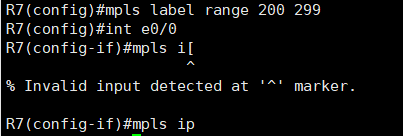 R7(config)#mpls label range 200 299
R7(config)#int e0/0
R7(config-if)#mpls i[
                    ^
% Invalid input detected at '^' marker.

R7(config-if)#mpls ip